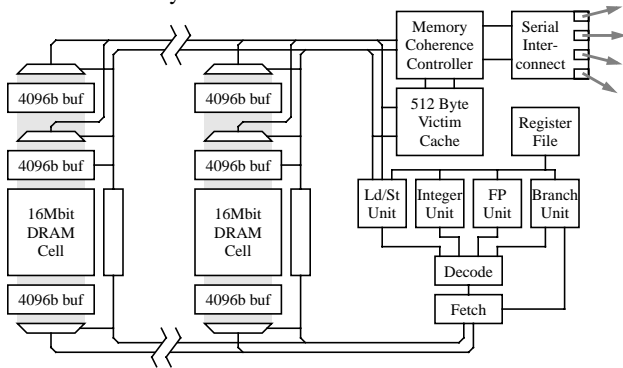 Memory
Coherence
Controller
Serial
Inter-
connect
4096b buf
4096b buf
512 Byte
Victim
Cache
Register
File
4096b buf
4096b buf
16Mbit
DRAM
Cell
16Mbit
DRAM
Cell
Ld/St
Unit
Integer
Unit
FP
Unit
Branch
Unit
Decode
4096b buf
4096b buf
Fetch